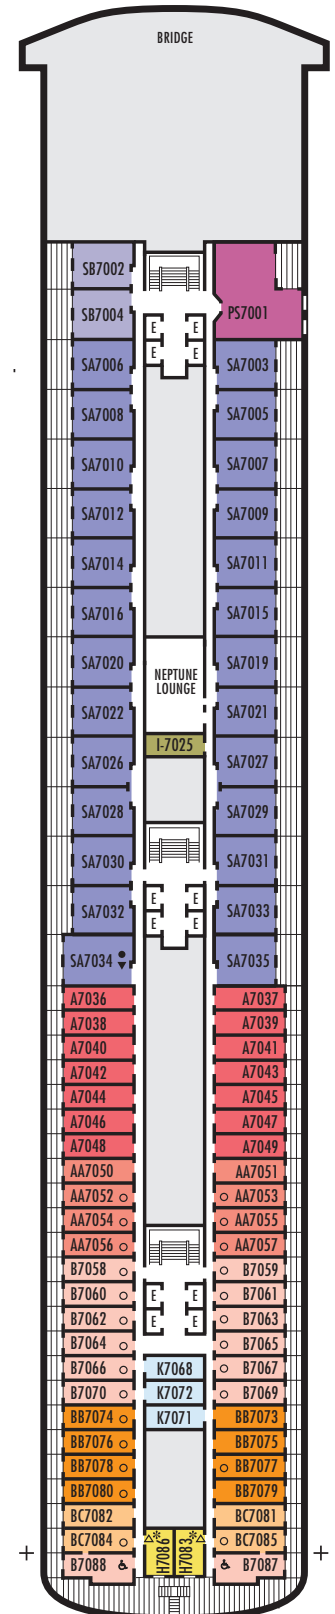 BRIDGE
SB7002
SB7004 PS7001
E E
E E
SA7006 SA7003
SA7008 SA7005
SA7010 SA7007
SA7012 SA7009
SA7014 SA7011
SA7016 SA7015
SA7020 SA7019
NEPTUNE
LOUNGE
SA7022 SA7021
I-7025
SA7026 SA7027
SA7028 SA7029
SA7030 SA7031
SA7032 SA7033
E E
E E
SA7034 SA7035
A7036 A7037
A7038 A7039
A7040 A7041
A7042 A7043
A7044 A7045
A7046 A7047
A7048 A7049
AA7050 AA7051
AA7052 AA7053
AA7054 AA7055
AA7056 AA7057
B7058 B7059
B7060 E E B7061
B7062 E E B7063
B7064 B7065
B7066 K7068 B7067
B7070 K7072 B7069
BB7074 K7071 BB7073
BB7076 BB7075
BB7078 BB7077
BB7080 BB7079
BC7082 BC7081
BC7084 BC7085
H7086 H7083
B7088 B7087